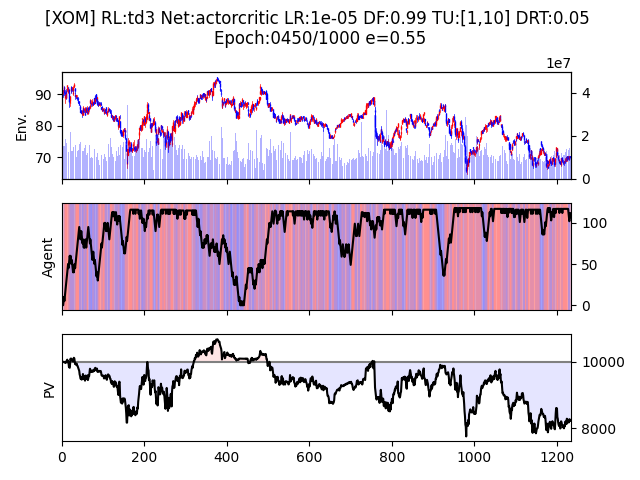 [XOM] RL:td3 Net:actorcritic LR:1e-05 DF:0.99 TU:[1,10] DRT:0.05
Epoch:0450/1000 e=0.55
1e7
Env.
90
80
70
4
2
0
Agent
100
50
0
PV
10000
8000
0 200 400 600 800 1000 1200